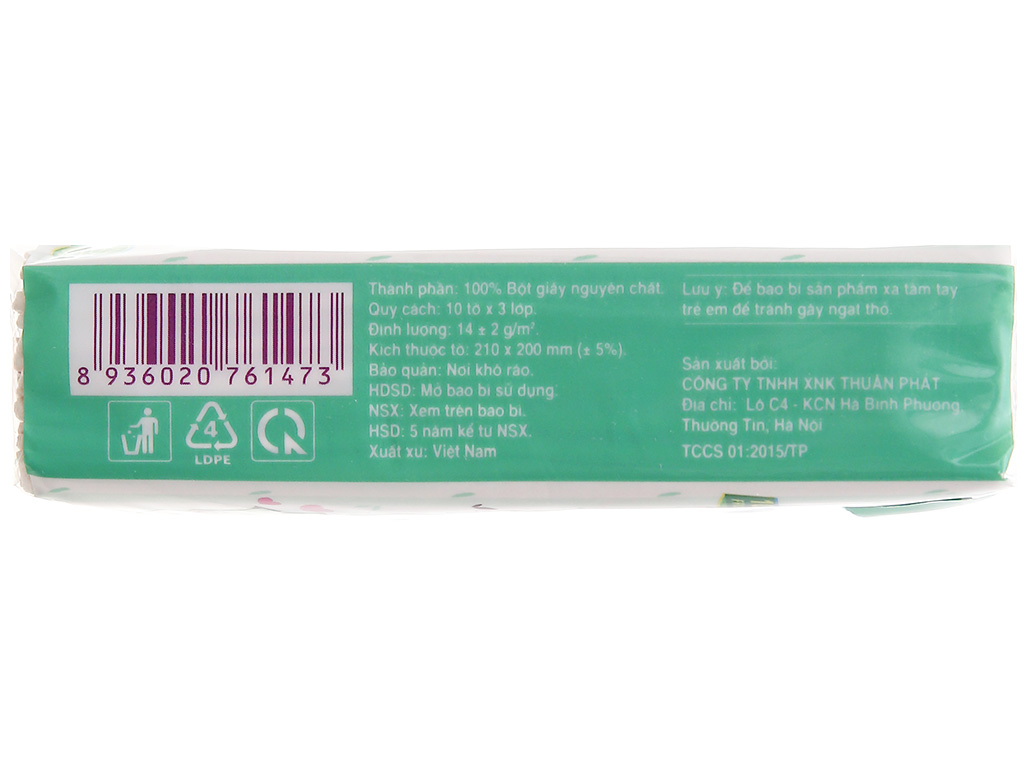 Thành phần: 100% Bột giấy nguyên chất.
Quy cách: 10 tờ x 3 lớp.
Định lượng: 14 ± 2 g/m².
Kích thước tờ: 210 x 200 mm (± 5%).
Bảo quản: Nơi khô ráo.
HDSD: Mở bao bì sử dụng.
NSX: Xem trên bao bì.
HSD: 5 năm kể từ NSX.
Xuất xứ: Việt Nam
8 936020 761473
4
LDPE
Lưu ý: Để bao bì sản phẩm xa tầm tay
trẻ em để tránh gây ngạt thở.
Sản xuất bởi:
CÔNG TY TNHH XNK THUẬN PHÁT
Địa chỉ: Lô C4 - KCN Hà Bình Phương,
Thường Tín, Hà Nội
TCCS 01:2015/TP